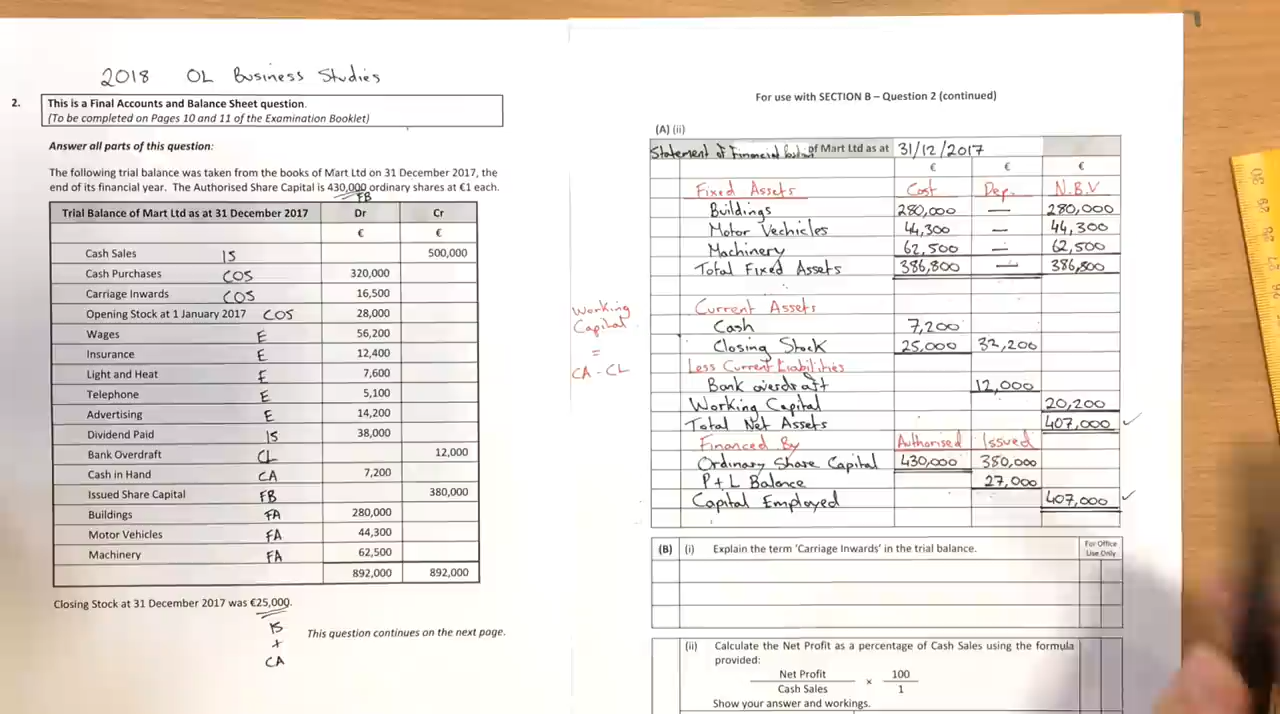 2018 OL Business Studies
2. This is a Final Accounts and Balance Sheet question.
(To be completed on Pages 10 and 11 of the Examination Booklet)
Answer all parts of this question:
The following trial balance was taken from the books of Mart Ltd on 31 December 2017, the
end of its financial year. The Authorised Share Capital is 430,000 ordinary shares at €1 each.
FB
Trial Balance of Mart Ltd as at 31 December 2017 Dr Cr
€ €
Cash Sales IS 500,000
Cash Purchases COS 320,000
Carriage Inwards COS 16,500
Opening Stock at 1 January 2017 COS 28,000
Wages E 56,200
Insurance E 12,400
Light and Heat E 7,600
Telephone E 5,100
Advertising E 14,200
Dividend Paid IS 38,000
Bank Overdraft CL 12,000
Cash in Hand CA 7,200
Issued Share Capital FB 380,000
Buildings FA 280,000
Motor Vehicles FA 44,300
Machinery FA 62,500
892,000 892,000
Closing Stock at 31 December 2017 was €25,000.
IS
+
CA
This question continues on the next page.
For use with SECTION B – Question 2 (continued)
(A) (ii)
Statement of Financial of Mart Ltd as at 31/12/2017
€ € €
Fixed Assets Cost Dep. N.B.V
Buildings 280,000 — 280,000
Motor Vechicles 44,300 — 44,300
Machinery 62,500 — 62,500
Total Fixed Assets 386,800 — 386,800
Current Assets
Cash 7,200
Closing Stock 25,000 32,200
Less Current Liabilities
Bank overdraft 12,000
Working Capital 20,200
Total Net Assets 407,000 ✓
Financed By Authorised Issued
Ordinary Share Capital 430,000 380,000
P+L Balance 27,000
Capital Employed 407,000 ✓
Working
Capital
=
CA - CL
(B) (i) Explain the term 'Carriage Inwards' in the trial balance.
For Office
Use Only
(ii) Calculate the Net Profit as a percentage of Cash Sales using the formula
provided:
Net Profit × 100
Cash Sales 1
Show your answer and workings.